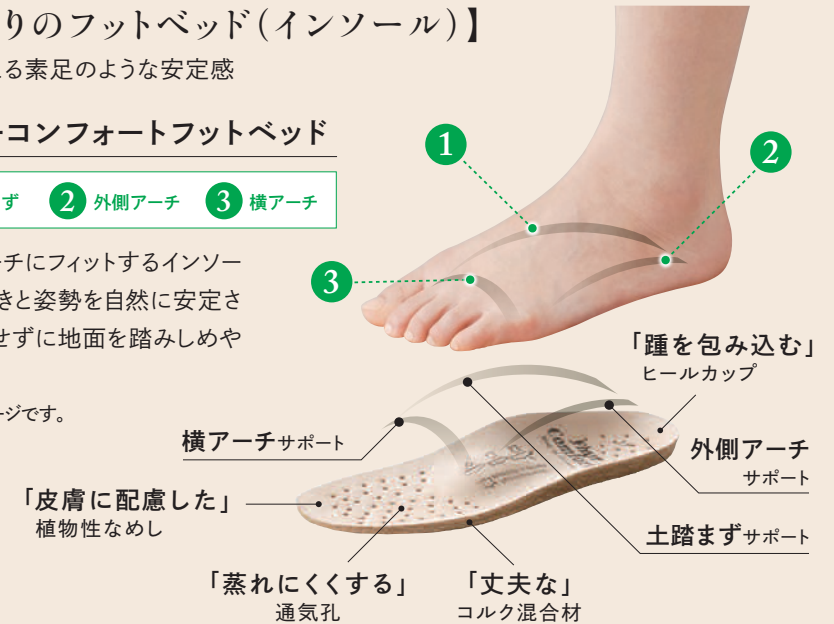 りのフットベッド（インソール）】
る素足のような安定感
コンフォートフットベッド
ず 2 外側アーチ 3 横アーチ
1
2
3
ーチにフィットするインソー
きと姿勢を自然に安定さ
せずに地面を踏みしめや
ージです。
「踵を包み込む」
ヒールカップ
横アーチサポート
外側アーチ
サポート
「皮膚に配慮した」
植物性なめし
土踏まずサポート
「蒸れにくくする」
通気孔
「丈夫な」
コルク混合材